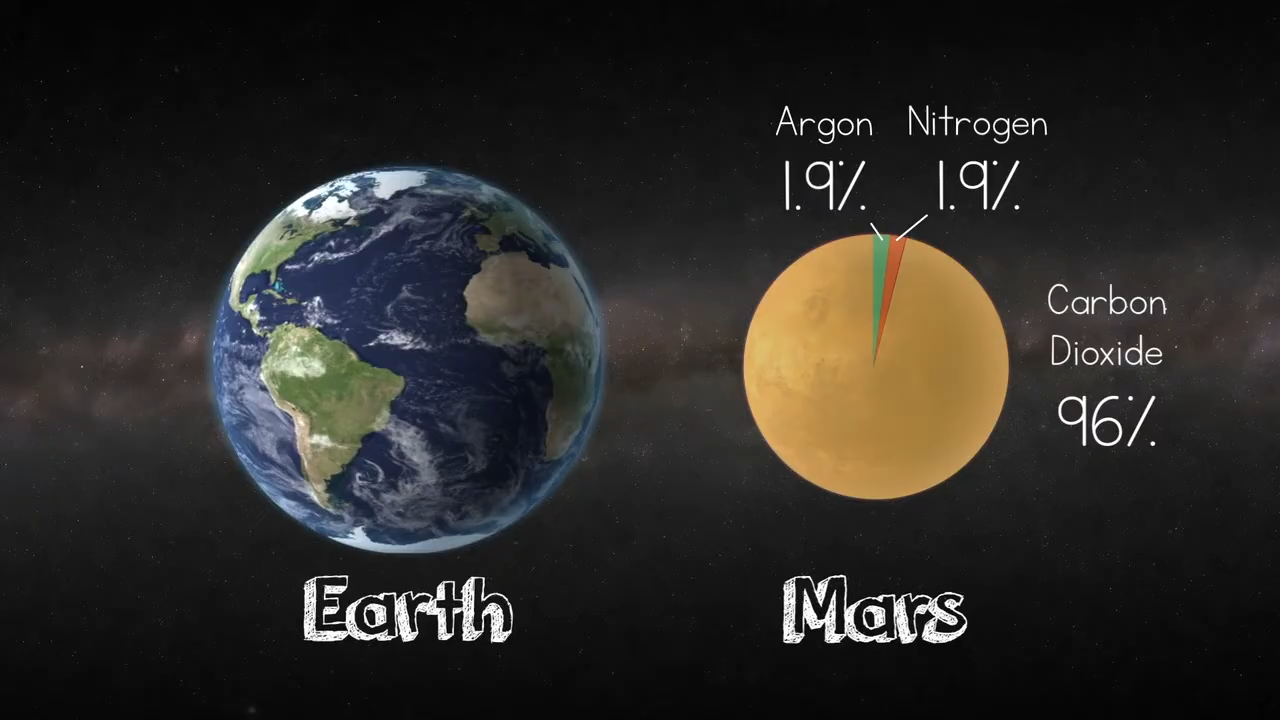 Argon Nitrogen
1.9% 1.9%
Carbon
Dioxide
96%
Earth Mars